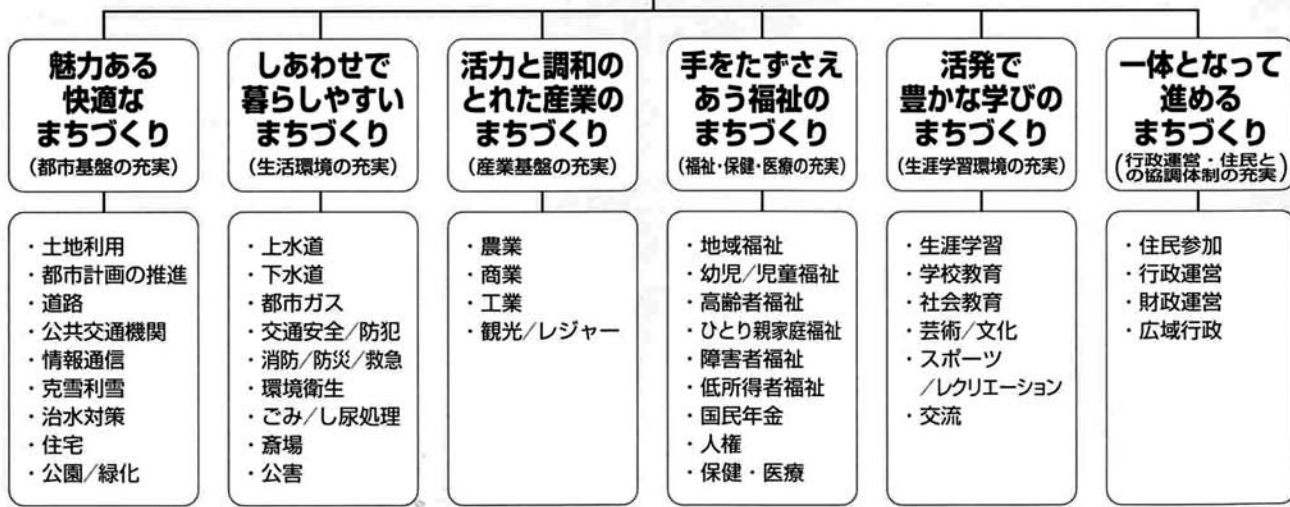 魅力ある
快適な
まちづくり
(都市基盤の充実)
・土地利用
・都市計画の推進
・道路
・公共交通機関
・情報通信
・克雪利雪
・治水対策
・住宅
・公園/緑化
しあわせで
暮らしやすい
まちづくり
(生活環境の充実)
・上水道
・下水道
・都市ガス
・交通安全/防犯
・消防/防災/救急
・環境衛生
・ごみ/し尿処理
・斎場
・公害
活力と調和の
とれた産業の
まちづくり
(産業基盤の充実)
・農業
・商業
・工業
・観光/レジャー
手をたずさえ
あう福祉の
まちづくり
(福祉・保健・医療の充実)
・地域福祉
・幼児/児童福祉
・高齢者福祉
・ひとり親家庭福祉
・障害者福祉
・低所得者福祉
・国民年金
・人権
・保健・医療
活発で
豊かな学びの
まちづくり
(生涯学習環境の充実)
・生涯学習
・学校教育
・社会教育
・芸術/文化
・スポーツ
/レクリエーション
・交流
一体となって
進める
まちづくり
(行政運営・住民と
の協調体制の充実)
・住民参加
・行政運営
・財政運営
・広域行政